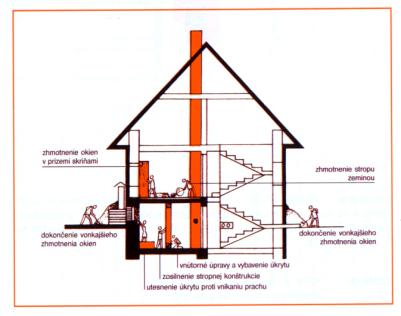 zhmotnenie okien
v prízemí skriňami
zhmotnenie stropu
zeminou
dokončenie vonkajšieho
zhmotnenia okien
dokončenie vonkajšieho
zhmotnenia okien
vnútorné úpravy a vybavenie úkrytu
zosilnenie stropnej konštrukcie
utesnenie úkrytu proti vnikaniu prachu